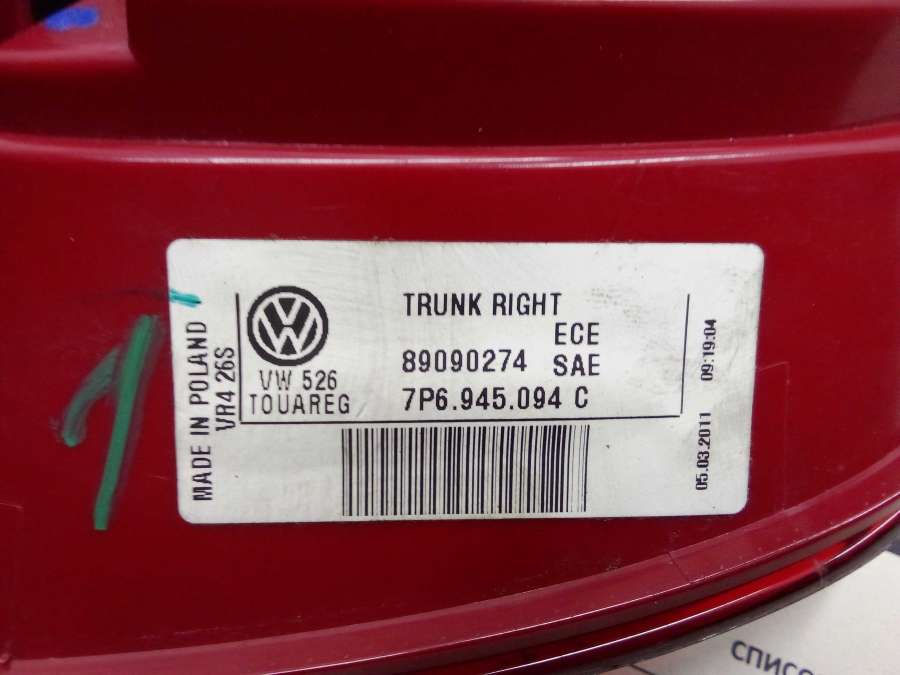 TRUNK RIGHT
ECE
89090274 SAE
7P6.945.094 C
VW 526
TOUAREG
MADE IN POLAND
VR4 26S
05.03.2011 09:19:04
1